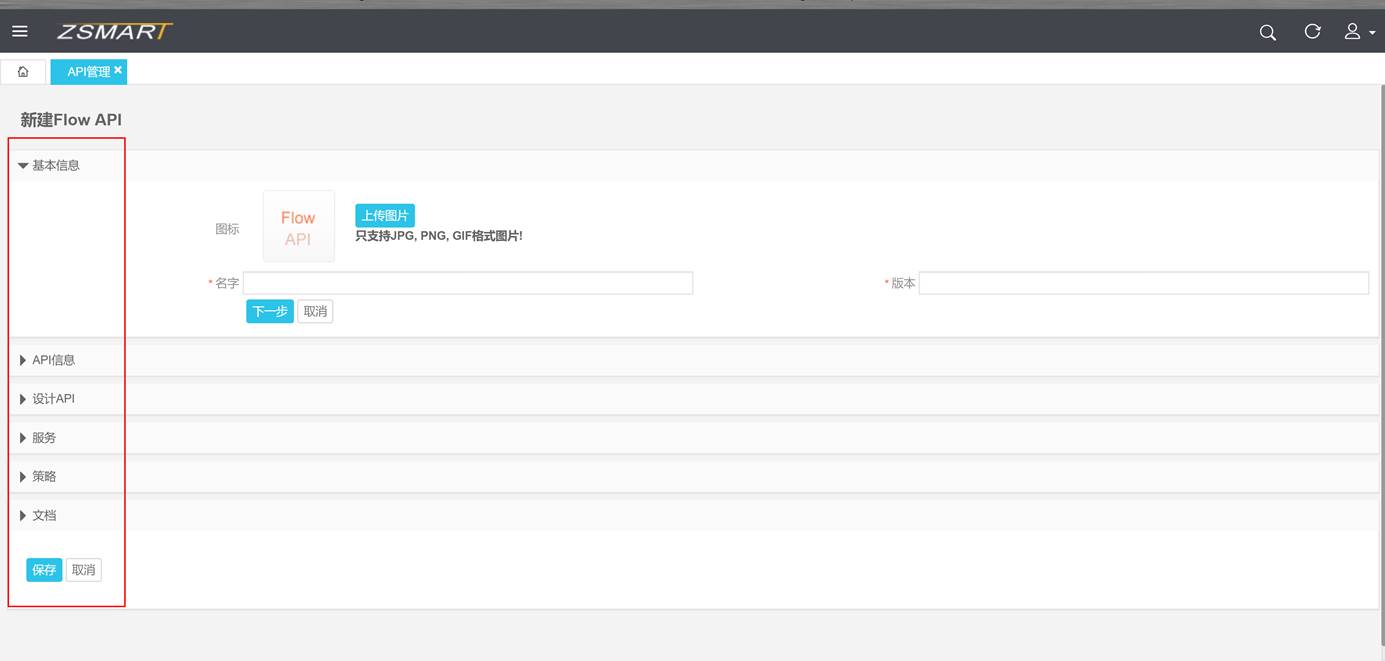 ZSMART
API管理
新建Flow API
基本信息
图标
Flow
API
上传图片
只支持JPG, PNG, GIF格式图片!
* 名字
* 版本
下一步 取消
API信息
设计API
服务
策略
文档
保存 取消